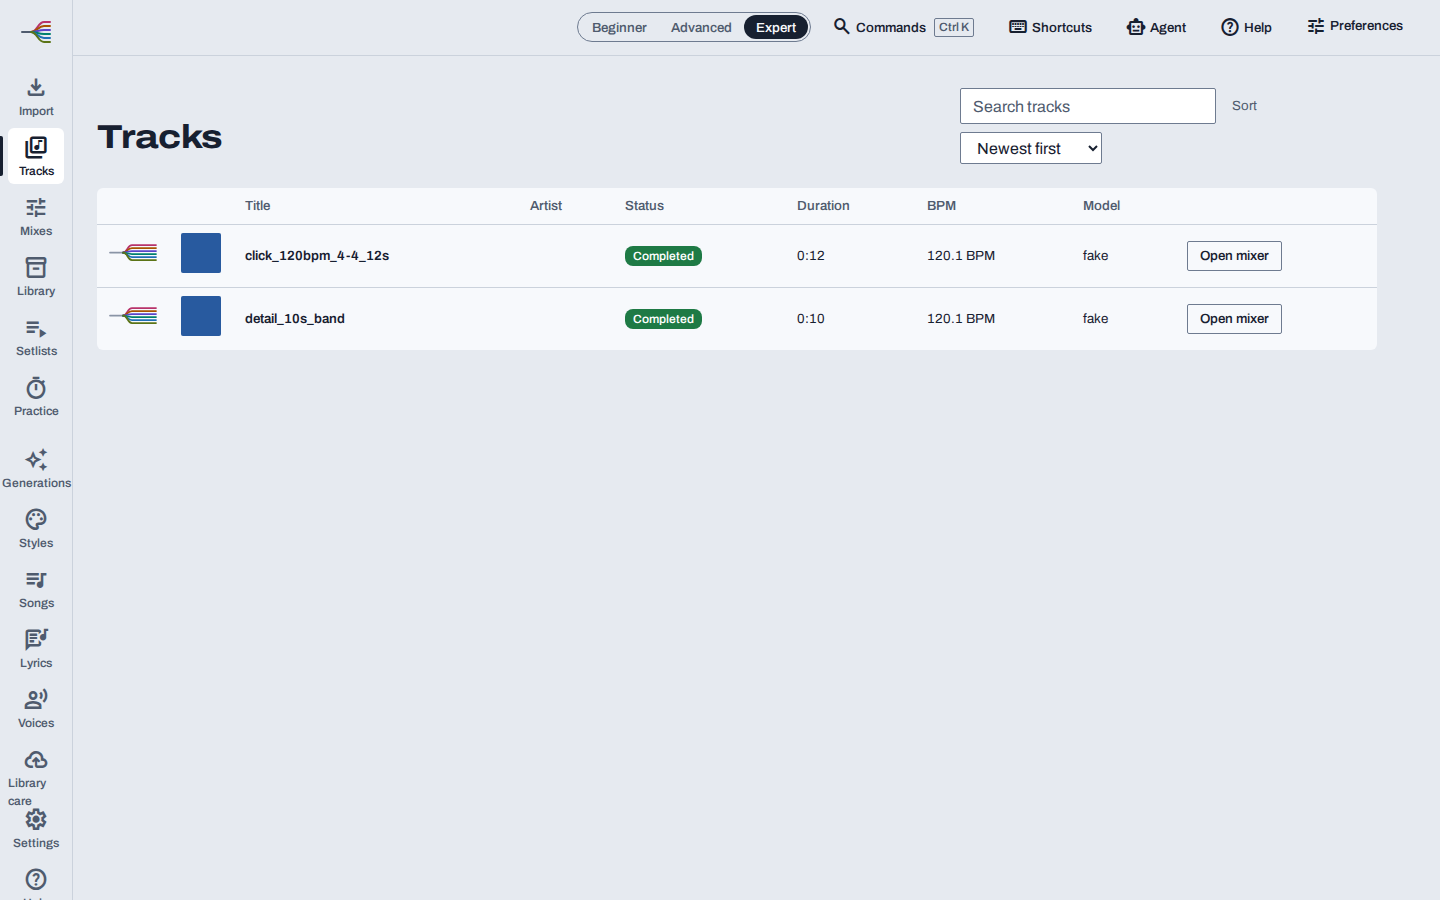 Beginner Advanced Expert Commands Ctrl K Shortcuts Agent Help Preferences
Import
Tracks
Mixes
Library
Setlists
Practice
Generations
Styles
Songs
Lyrics
Voices
Library
care
Settings
Tracks
Search tracks Sort
Newest first
Title Artist Status Duration BPM Model
click_120bpm_4-4_12s Completed 0:12 120.1 BPM fake Open mixer
detail_10s_band Completed 0:10 120.1 BPM fake Open mixer